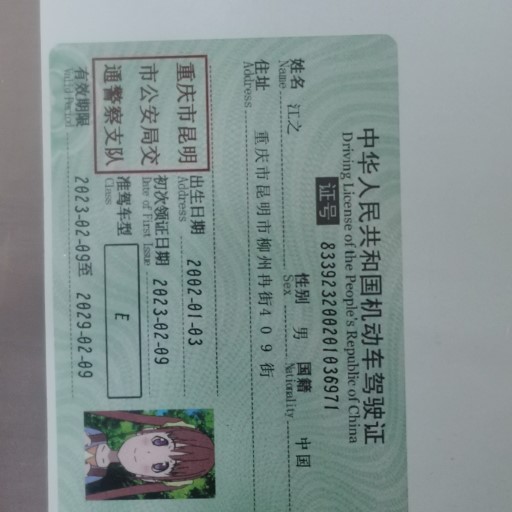 中华人民共和国机动车驾驶证
Driving License of the People's Republic of China
证号 833923200201036971
姓名 江之 性别 男 国籍 中国
Name Sex Nationality
住址 重庆市昆明市柳州冉街409街
Address
出生日期 2002-01-03
Address
重庆市昆明
市公安局交
通警察支队
初次领证日期 2023-02-09
Date of First Issue
准驾车型 E
Class
有效期限 2023-02-09至 2029-02-09
Valid Period